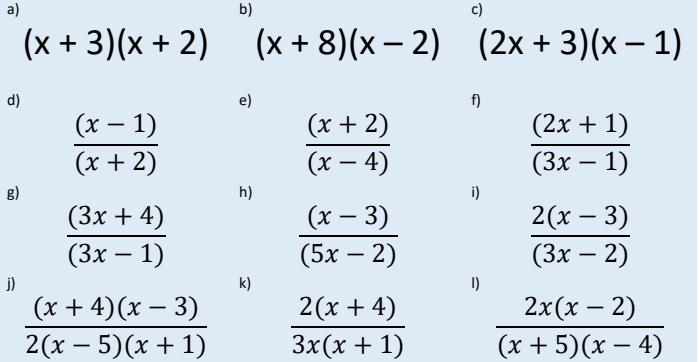 a) b) c)
(x + 3)(x + 2) (x + 8)(x – 2) (2x + 3)(x – 1)
d) e) f)
(x − 1) (x + 2) (2x + 1)
(x + 2) (x − 4) (3x − 1)
g) h) i)
(3x + 4) (x − 3) 2(x − 3)
(3x − 1) (5x − 2) (3x − 2)
j) k) l)
(x + 4)(x − 3) 2(x + 4) 2x(x − 2)
2(x − 5)(x + 1) 3x(x + 1) (x + 5)(x − 4)